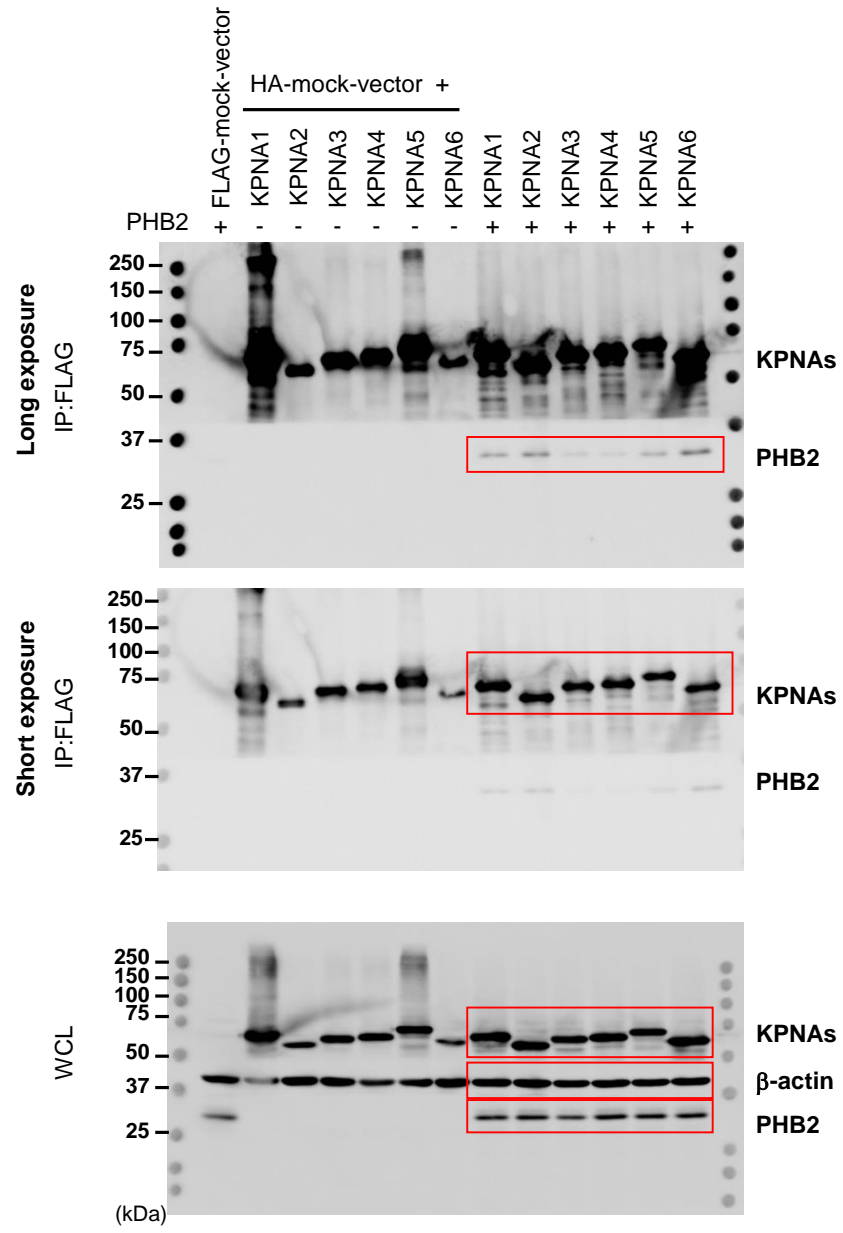 FLAG-mock-vector
HA-mock-vector +
KPNA1 KPNA2 KPNA3 KPNA4 KPNA5 KPNA6 KPNA1 KPNA2 KPNA3 KPNA4 KPNA5 KPNA6
PHB2 + - - - - - - + + + + + +
Long exposure
IP:FLAG
250
150
100
75
50
37
25
KPNAs
PHB2
Short exposure
IP:FLAG
250
150
100
75
50
37
25
KPNAs
PHB2
WCL
250
150
100
75
50
37
25
(kDa)
KPNAs
β-actin
PHB2